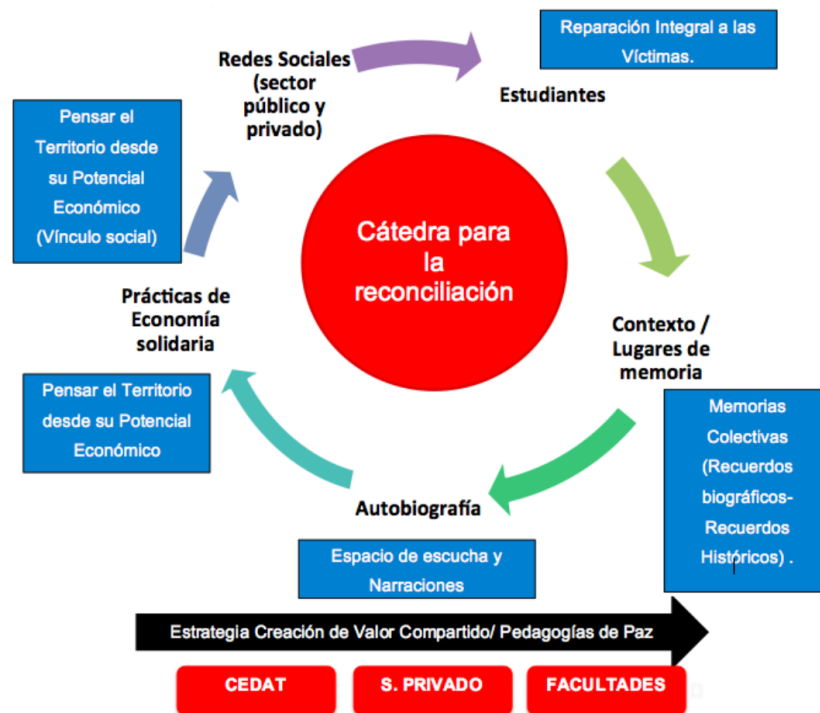 Redes Sociales
(sector
público y
privado)
Reparación Integral a las
Víctimas.
Estudiantes
Pensar el
Territorio desde
su Potencial
Económico
(Vínculo social)
Cátedra para
la
reconciliación
Prácticas de
Economía
solidaria
Contexto /
Lugares de
memoria
Pensar el Territorio
desde su Potencial
Económico
Memorias
Colectivas
(Recuerdos
biográficos-
Recuerdos
Históricos) .
Autobiografía
Espacio de escucha y
Narraciones
Estrategia Creación de Valor Compartido/ Pedagogías de Paz
CEDAT
S. PRIVADO
FACULTADES